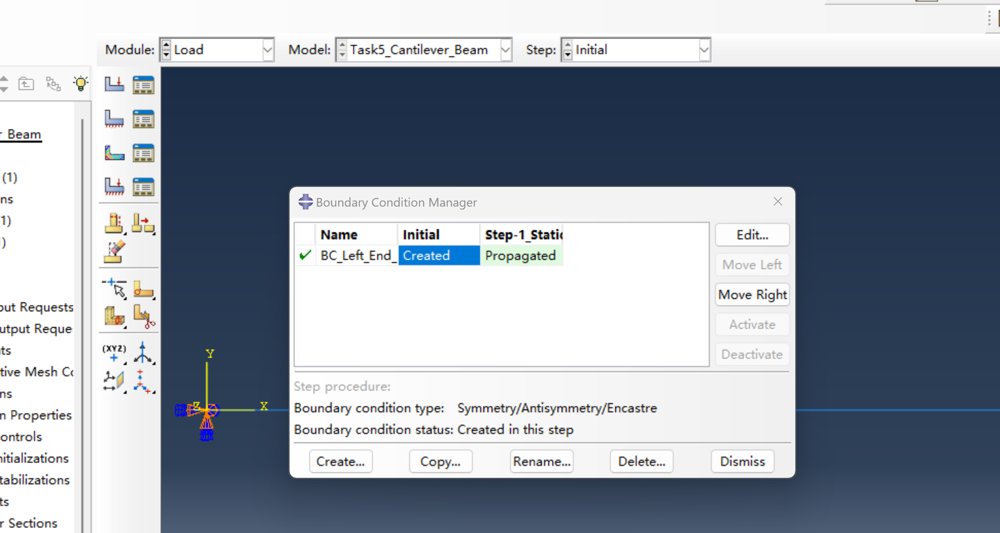 Module: Load Model: Task5_Cantilever_Beam Step: Initial
r Beam
(1)
ns
1)
)
out Requests
utput Reque
ts
tive Mesh Co
ns
n Properties
ontrols
nitializations
tabilizations
ts
r Sections
(XYZ)
Y
Z X
Boundary Condition Manager
Name Initial Step-1_Static
BC_Left_End_ Created Propagated
Edit...
Move Left
Move Right
Activate
Deactivate
Step procedure:
Boundary condition type: Symmetry/Antisymmetry/Encastre
Boundary condition status: Created in this step
Create... Copy... Rename... Delete... Dismiss